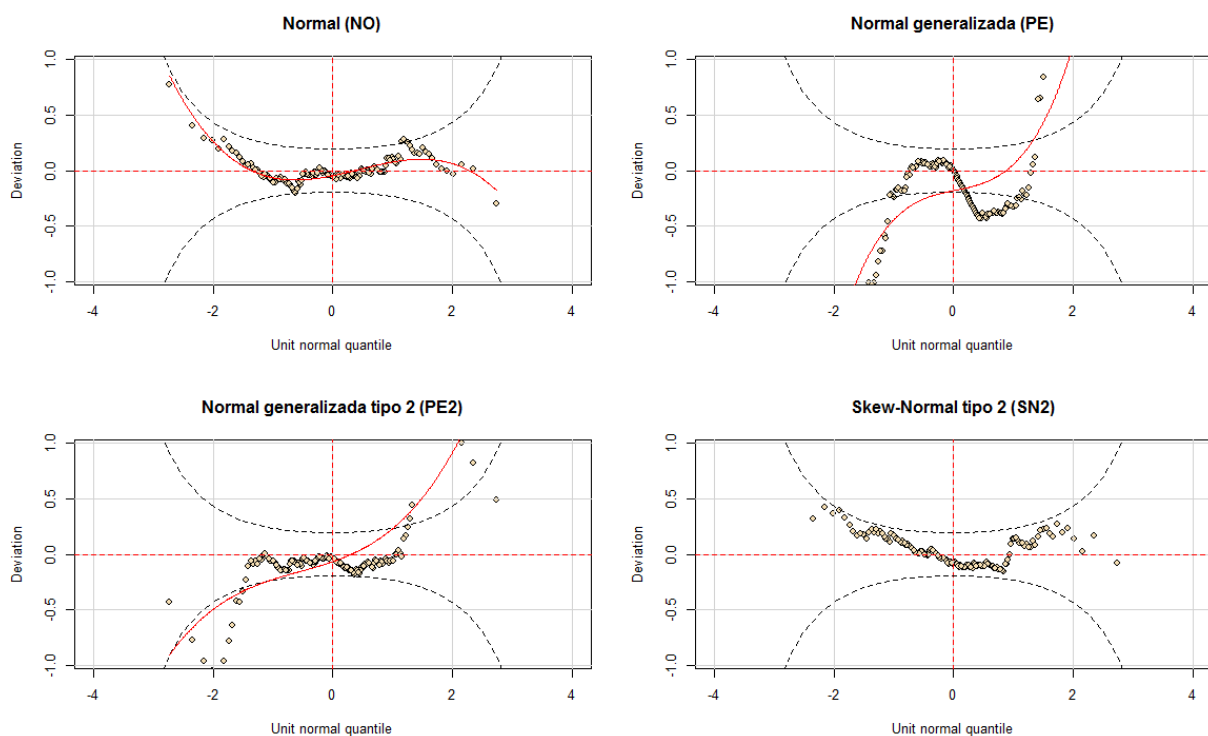 Normal (NO)
Deviation
1.0
0.5
0.0
-0.5
-1.0
-4 -2 0 2 4
Unit normal quantile
Normal generalizada (PE)
Deviation
1.0
0.5
0.0
-0.5
-1.0
-4 -2 0 2 4
Unit normal quantile
Normal generalizada tipo 2 (PE2)
Deviation
1.0
0.5
0.0
-0.5
-1.0
-4 -2 0 2 4
Unit normal quantile
Skew-Normal tipo 2 (SN2)
Deviation
1.0
0.5
0.0
-0.5
-1.0
-4 -2 0 2 4
Unit normal quantile